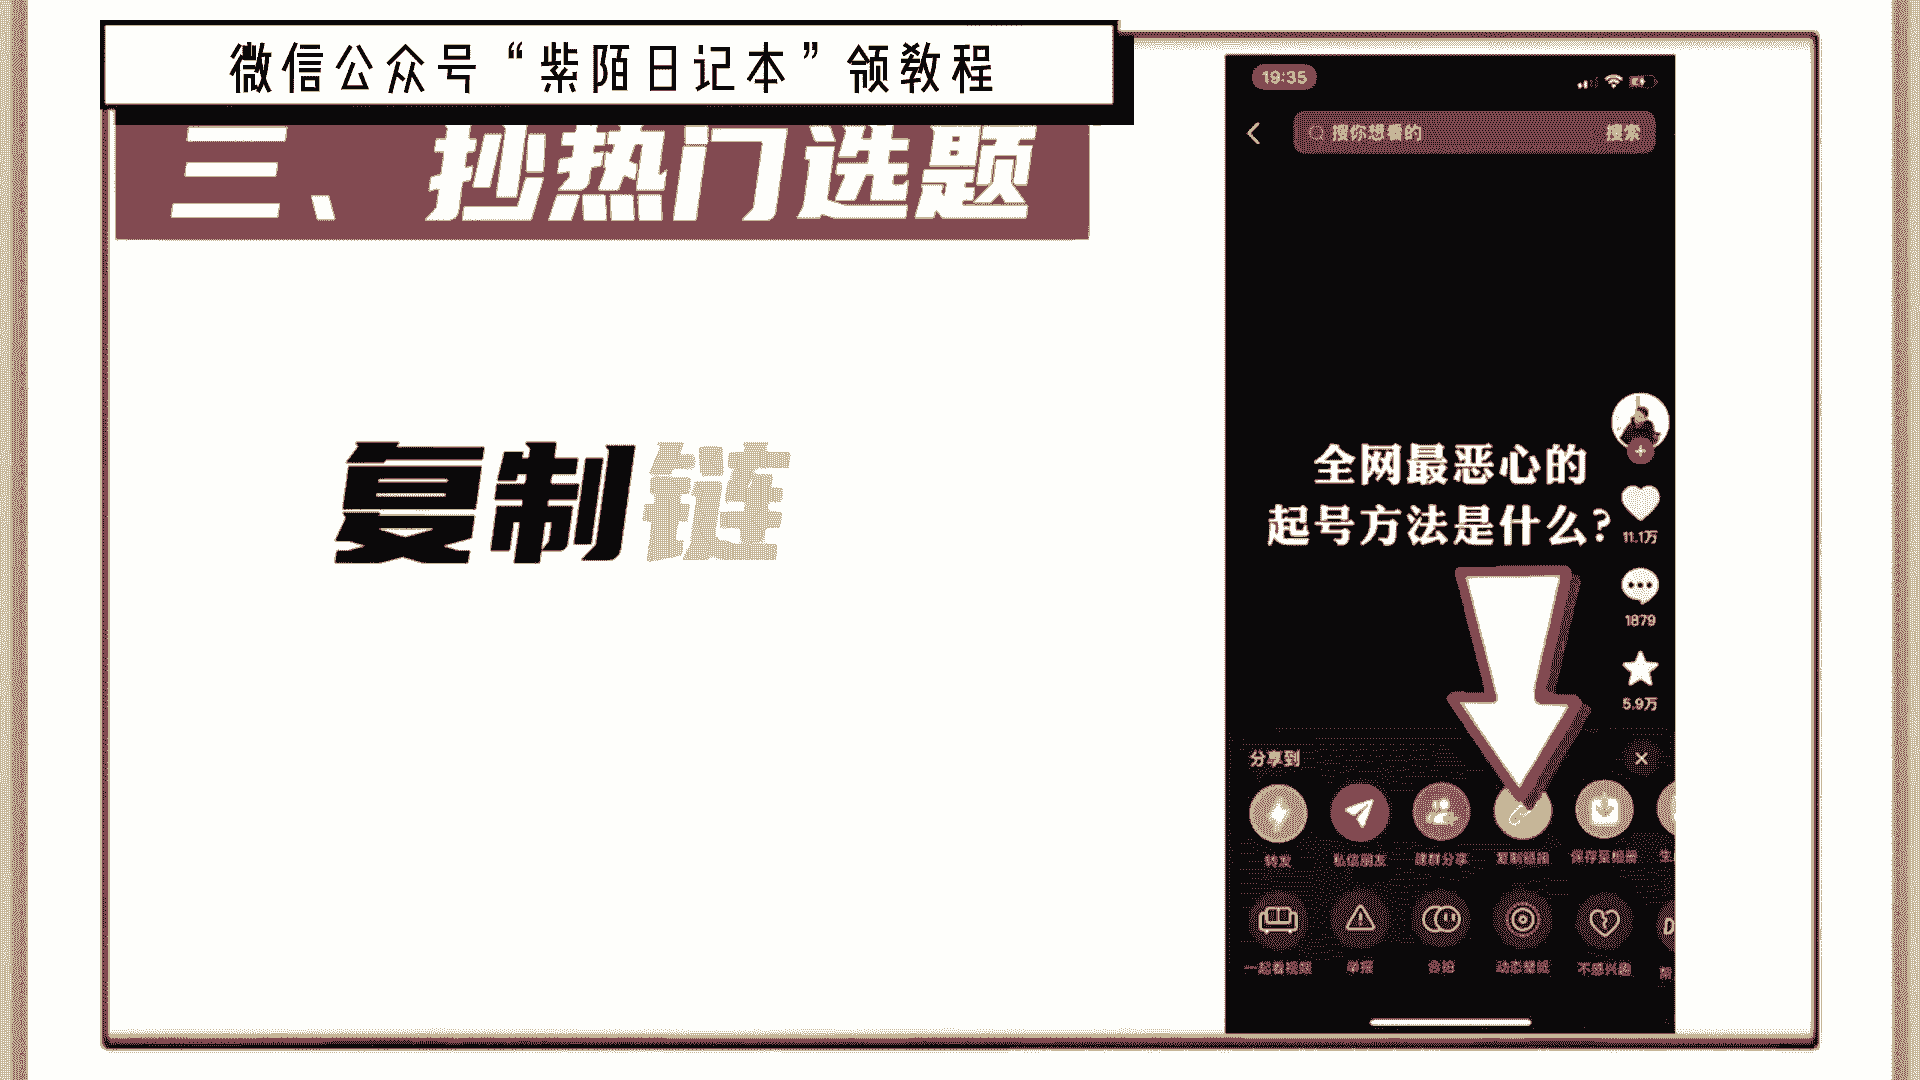 微信公众号“紫陌日记本”领教程
三、抄热门选题
复制链
19:35
搜你想看的
搜索
全网最恶心的
起号方法是什么?
11.1万
1879
5.9万
分享到
转发
私信朋友
建群分享
复制链接
保存至相册
生
一起看视频
举报
合拍
动态壁纸
不感兴趣